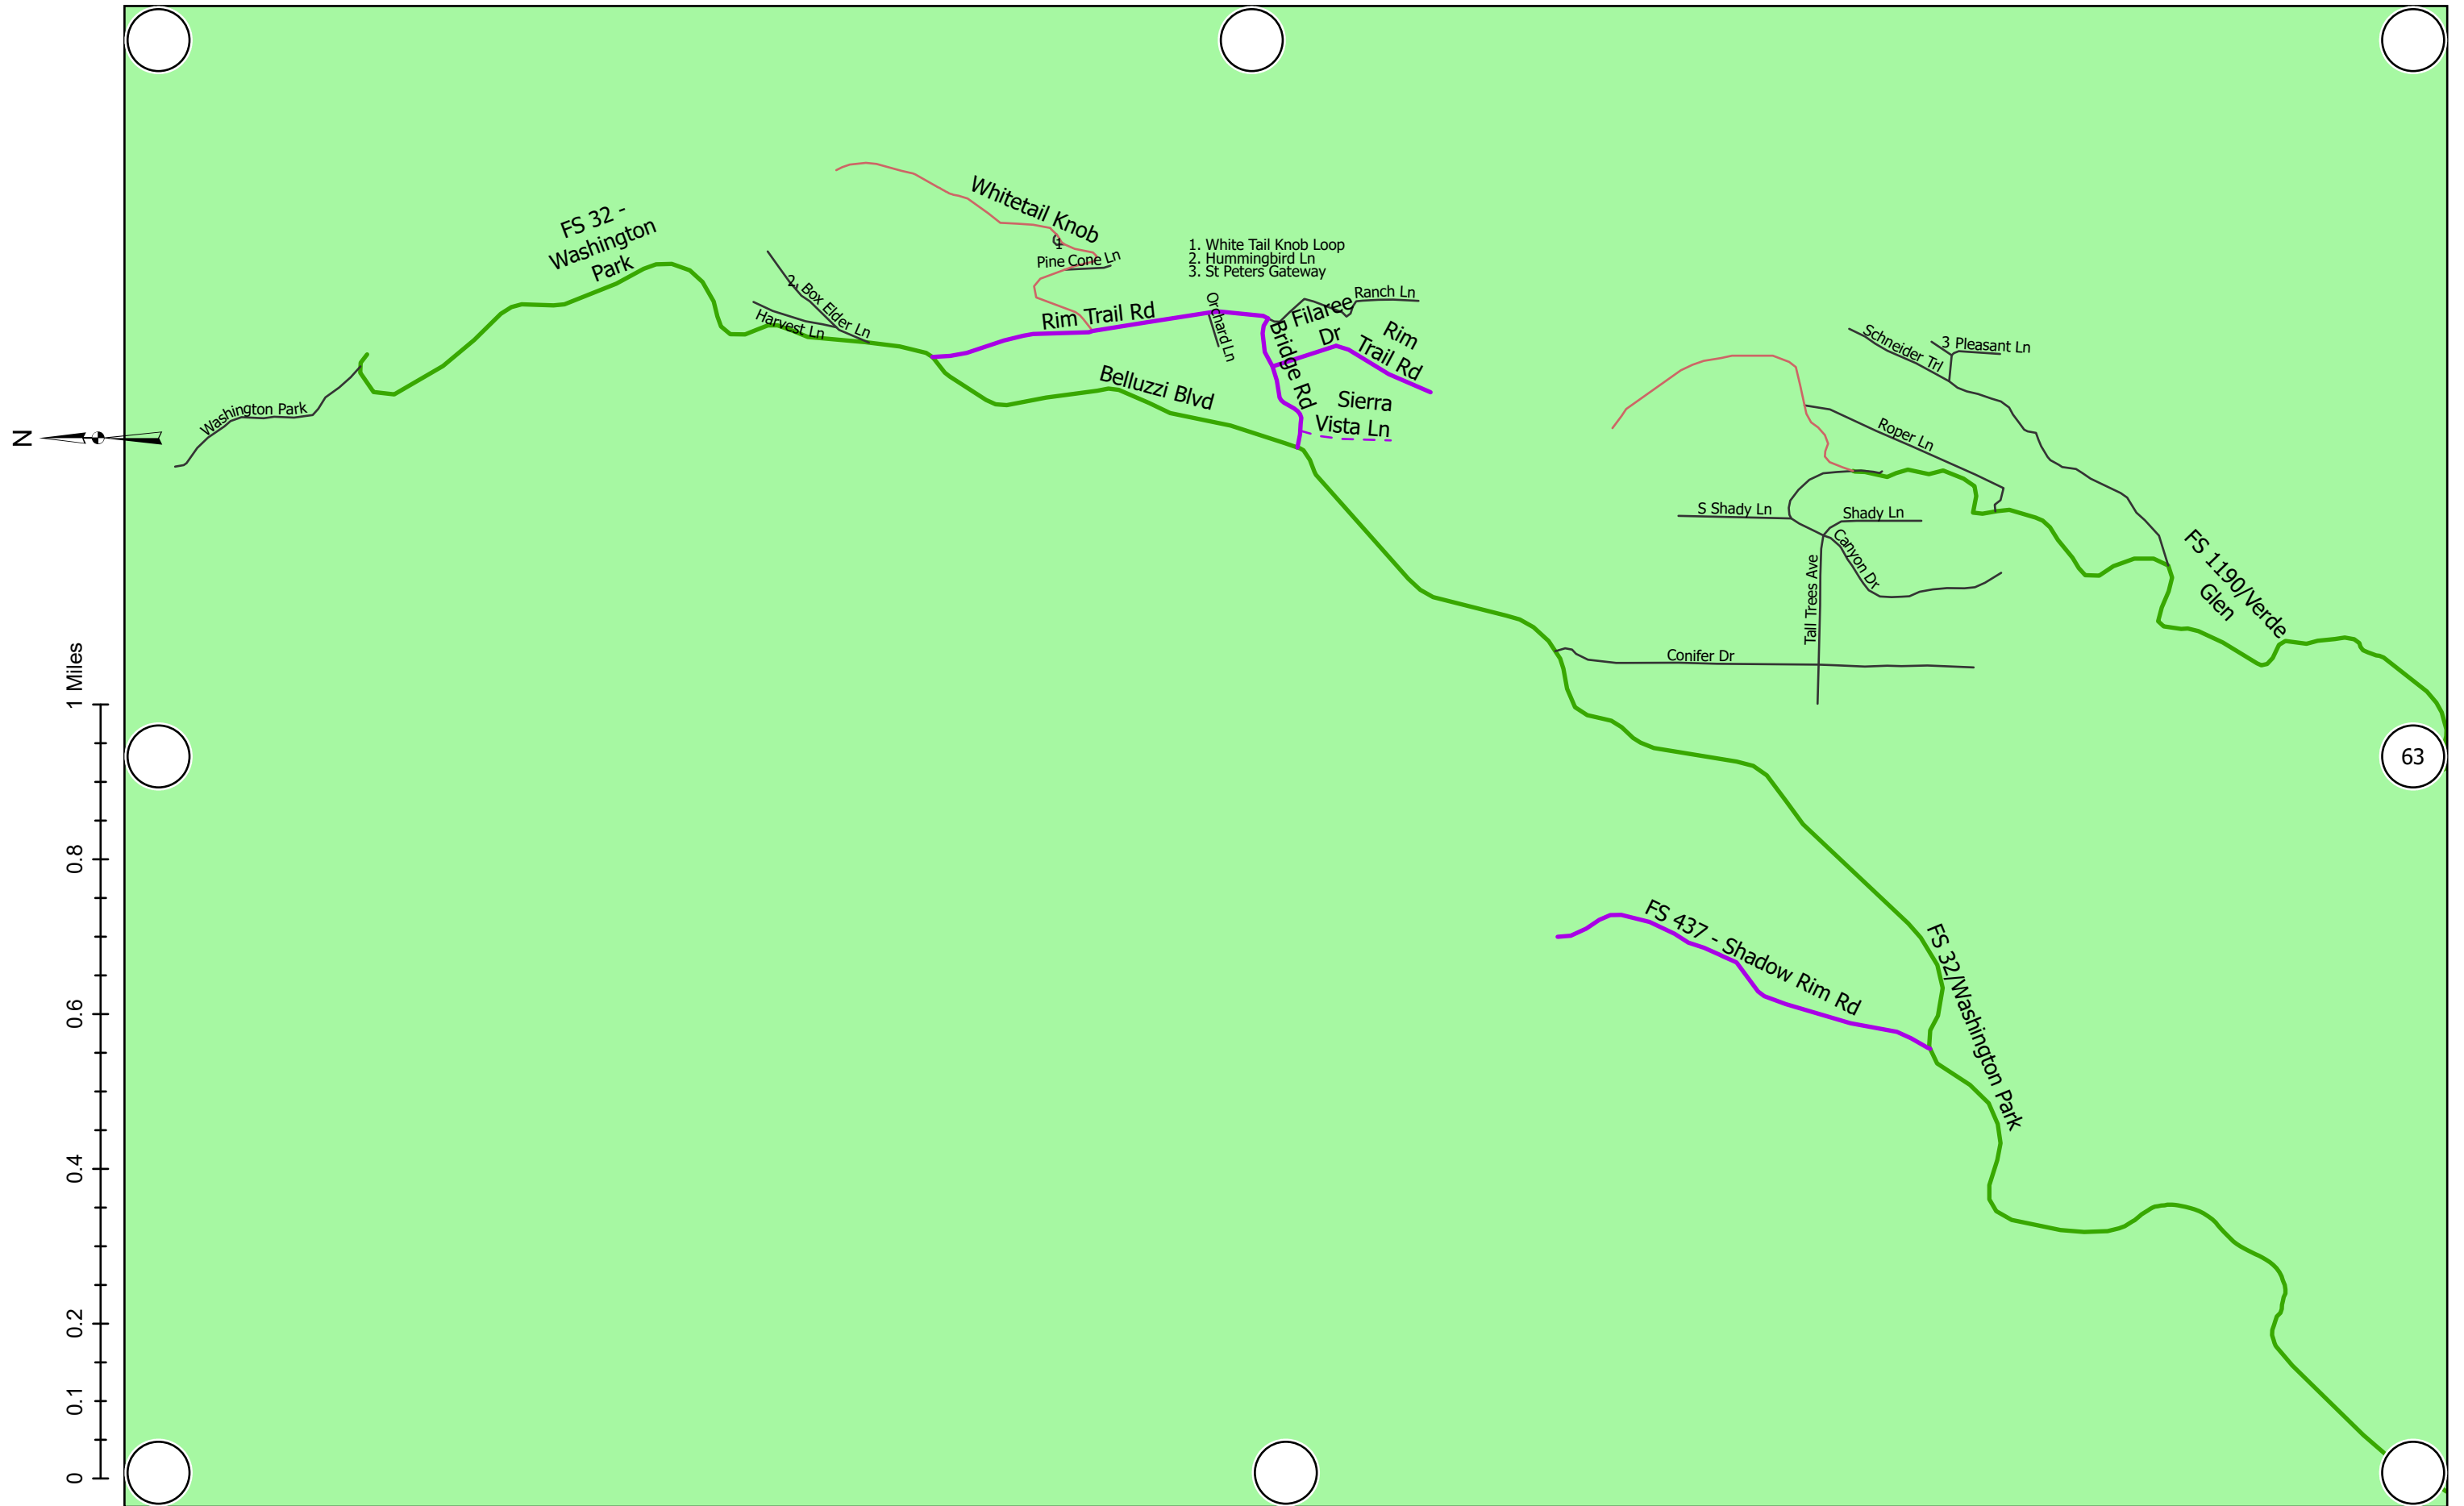 FS 32 -
Washington
Park
Whitetail Knob
1
Pine Cone Ln
1. White Tail Knob Loop
2. Hummingbird Ln
3. St Peters Gateway
2
Box Elder Ln
Harvest Ln
Rim Trail Rd
Orchard Ln
Ranch Ln
Filaree
Dr
Bridge Rd
Rim
Trail Rd
Belluzzi Blvd
Sierra
Vista Ln
Washington Park
N
Schneider Trl
3
Pleasant Ln
Roper Ln
S Shady Ln
Shady Ln
Canyon Dr
Tall Trees Ave
Conifer Dr
FS 1190/Verde
Glen
63
FS 437 - Shadow Rim Rd
FS 32/Washington Park
1 Miles
0.8
0.6
0.4
0.2
0.1
0